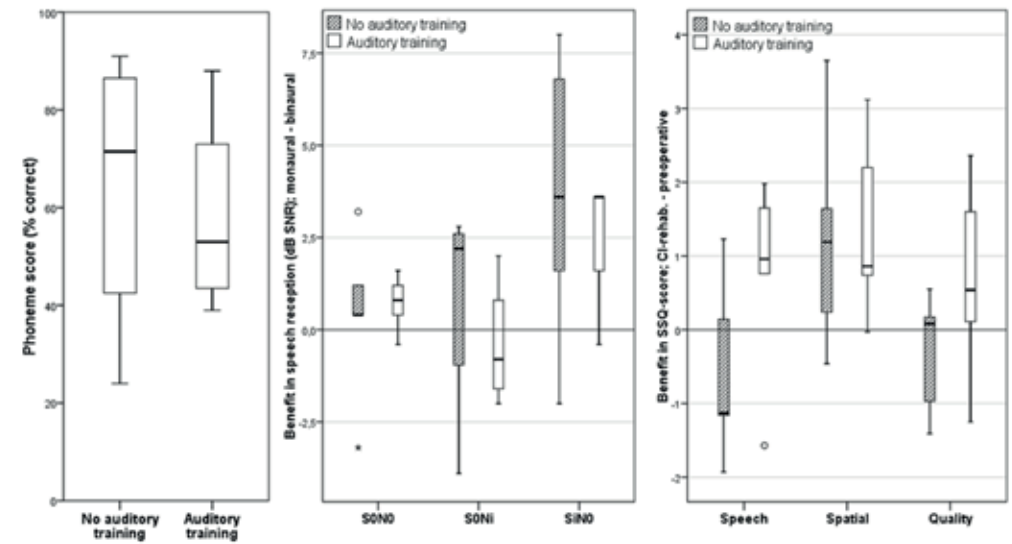 Phoneme score (% correct)
100
80
60
40
20
0
No auditory
training
Auditory
training
Benefit in speech reception (dB SNR); monaural - binaural
No auditory training
Auditory training
7,5
5,0
2,5
0,0
-2,5
S0N0
S0Ni
SiN0
Benefit in SSQ-score; CI-rehab. - preoperative
No auditory training
Auditory training
4
3
2
1
0
-1
-2
Speech
Spatial
Quality